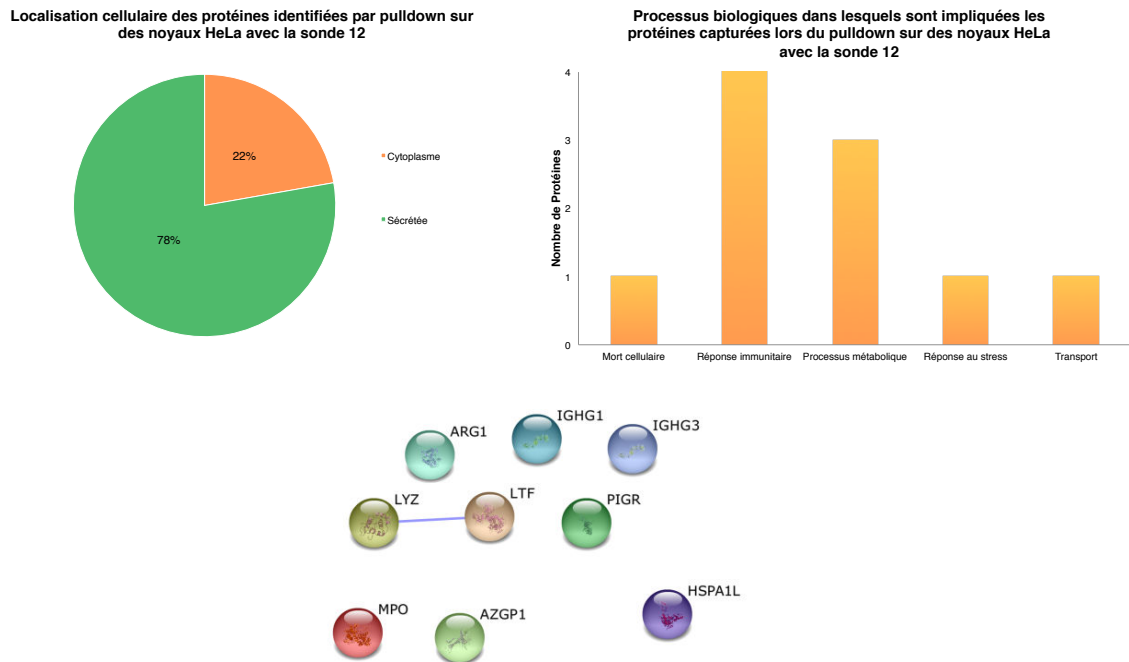 Localisation cellulaire des protéines identifiées par pulldown sur
des noyaux HeLa avec la sonde 12
22%
78%
Cytoplasme
Sécrétée
Processus biologiques dans lesquels sont impliquées les
protéines capturées lors du pulldown sur des noyaux HeLa
avec la sonde 12
Nombre de Protéines
4
3
2
1
0
Mort cellulaire
Réponse immunitaire
Processus métabolique
Réponse au stress
Transport
ARG1
IGHG1
IGHG3
LYZ
LTF
PIGR
MPO
AZGP1
HSPA1L